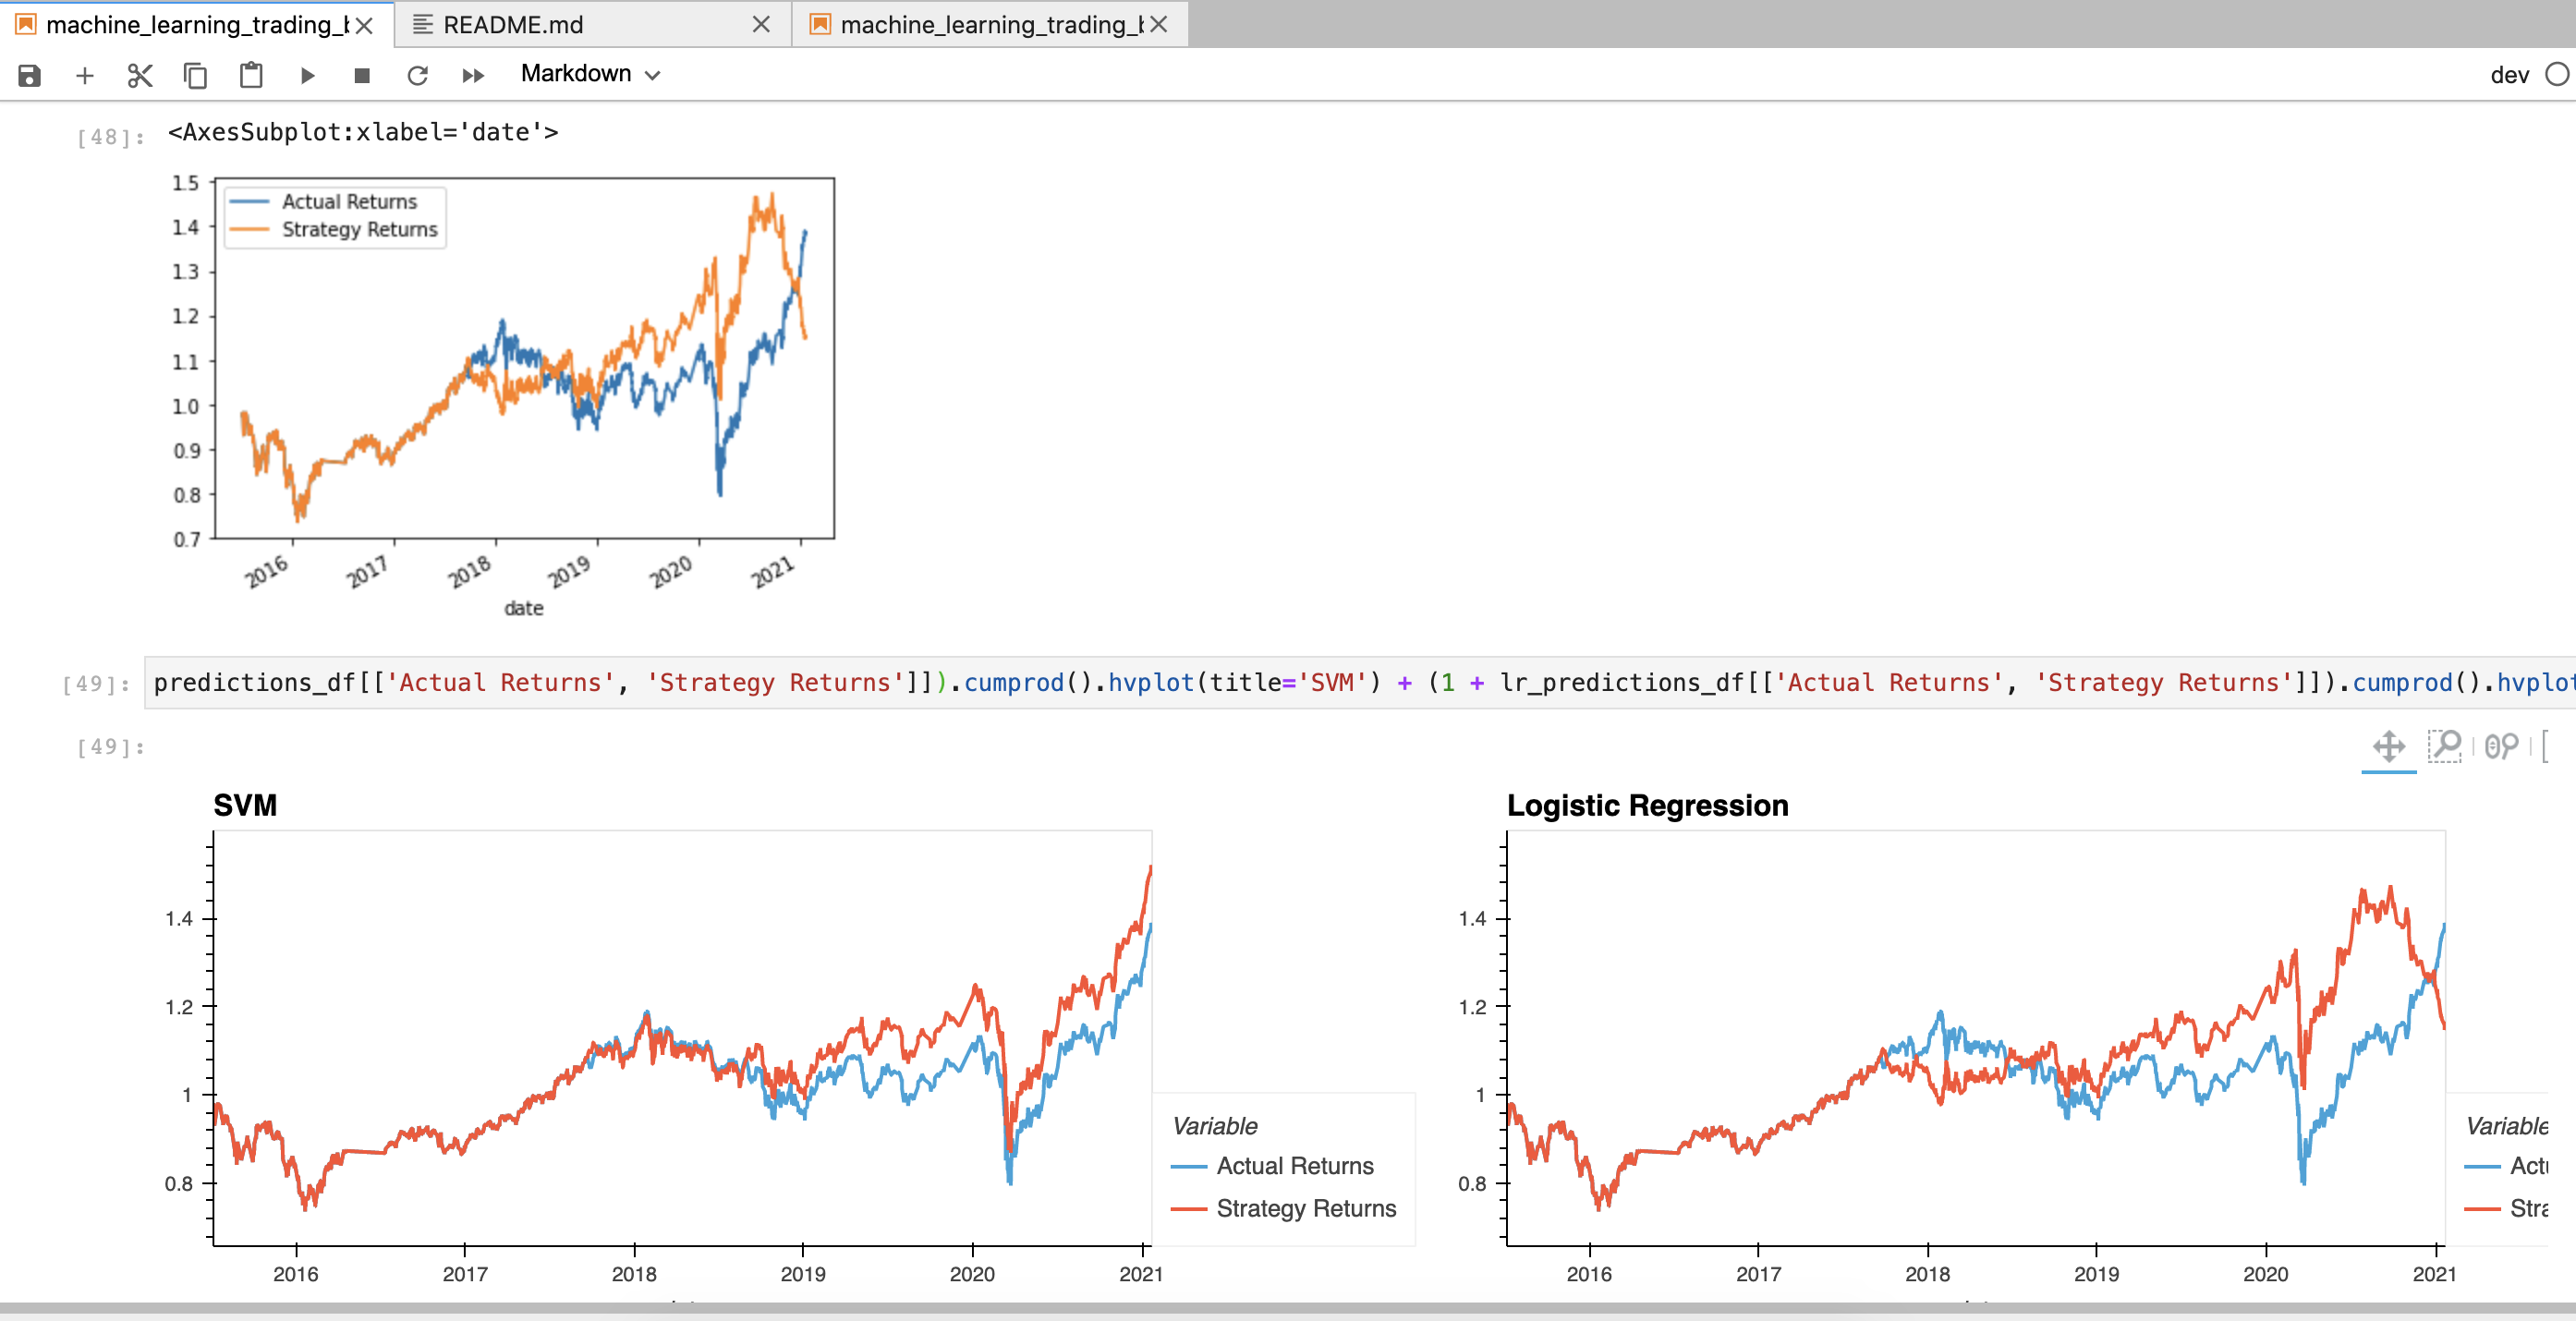 machine_learning_trading_b
README.md
machine_learning_trading_b
Markdown
dev
[48]:
<AxesSubplot:xlabel='date'>
1.5
1.4
1.3
1.2
1.1
1.0
0.9
0.8
0.7
Actual Returns
Strategy Returns
2016 2017 2018 2019 2020 2021
date
[49]:
predictions_df[['Actual Returns', 'Strategy Returns']]).cumprod().hvplot(title='SVM') + (1 + lr_predictions_df[['Actual Returns', 'Strategy Returns']]).cumprod().hvplot
[49]:
SVM
1.4
1.2
1
0.8
2016 2017 2018 2019 2020 2021
Variable
Actual Returns
Strategy Returns
Logistic Regression
1.4
1.2
1
0.8
2016 2017 2018 2019 2020 2021
Variable
Act
Stra